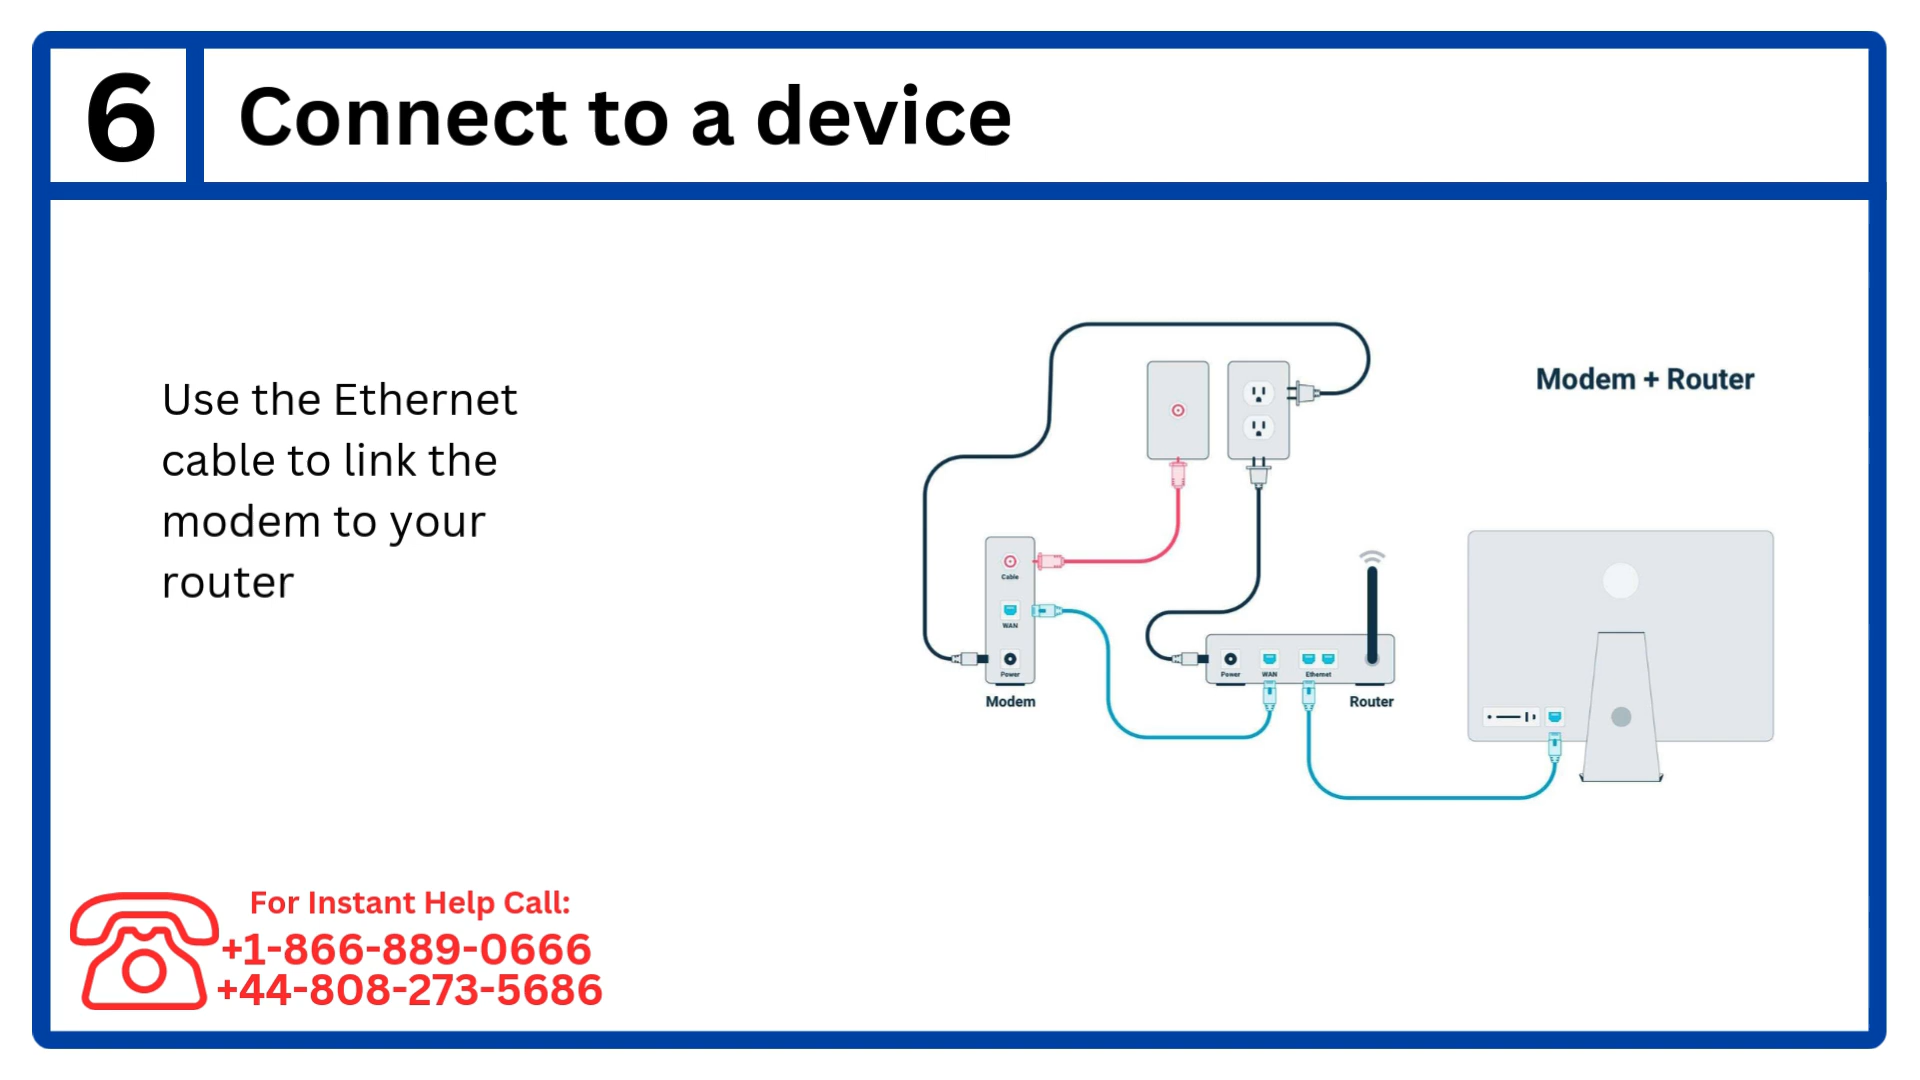 6
Connect to a device
Use the Ethernet
cable to link the
modem to your
router
Modem + Router
Cable
WAN
Power
Modem
Power
WAN
Ethernet
Router
For Instant Help Call:
+1-866-889-0666
+44-808-273-5686